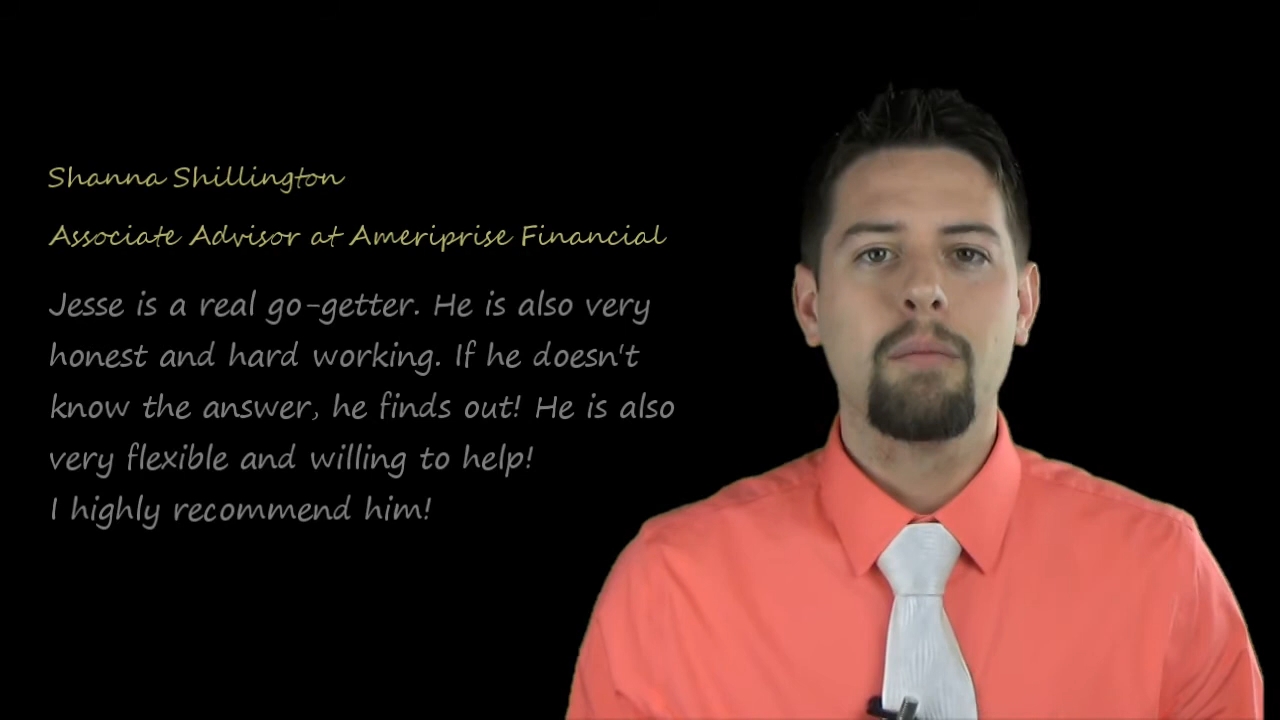 Shanna Shillington
Associate Advisor at Ameriprise Financial
Jesse is a real go-getter. He is also very
honest and hard working. If he doesn't
know the answer, he finds out! He is also
very flexible and willing to help!
I highly recommend him!